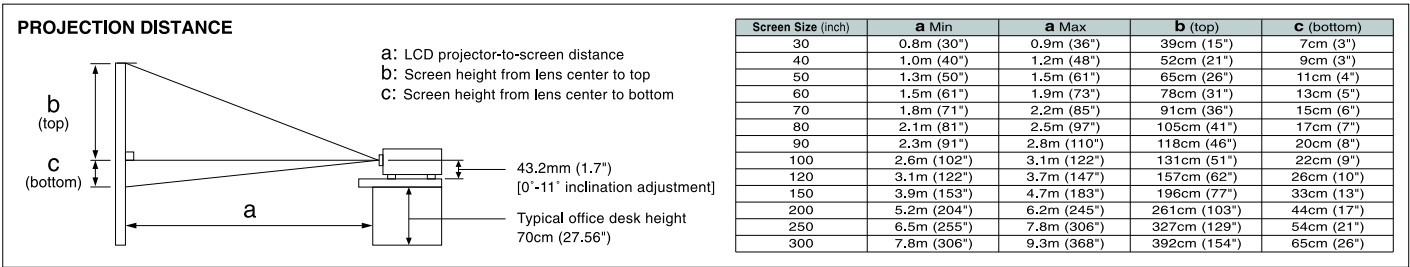 PROJECTION DISTANCE
a: LCD projector-to-screen distance
b: Screen height from lens center to top
c: Screen height from lens center to bottom
b
(top)
c
(bottom)
a
43.2mm (1.7")
[0˚-11˚ inclination adjustment]
Typical office desk height
70cm (27.56")
Screen Size (inch) a Min a Max b (top) c (bottom)
30 0.8m (30") 0.9m (36") 39cm (15") 7cm (3")
40 1.0m (40") 1.2m (48") 52cm (21") 9cm (3")
50 1.3m (50") 1.5m (61") 65cm (26") 11cm (4")
60 1.5m (61") 1.9m (73") 78cm (31") 13cm (5")
70 1.8m (71") 2.2m (85") 91cm (36") 15cm (6")
80 2.1m (81") 2.5m (97") 105cm (41") 17cm (7")
90 2.3m (91") 2.8m (110") 118cm (46") 20cm (8")
100 2.6m (102") 3.1m (122") 131cm (51") 22cm (9")
120 3.1m (122") 3.7m (147") 157cm (62") 26cm (10")
150 3.9m (153") 4.7m (183") 196cm (77") 33cm (13")
200 5.2m (204") 6.2m (245") 261cm (103") 44cm (17")
250 6.5m (255") 7.8m (306") 327cm (129") 54cm (21")
300 7.8m (306") 9.3m (368") 392cm (154") 65cm (26")